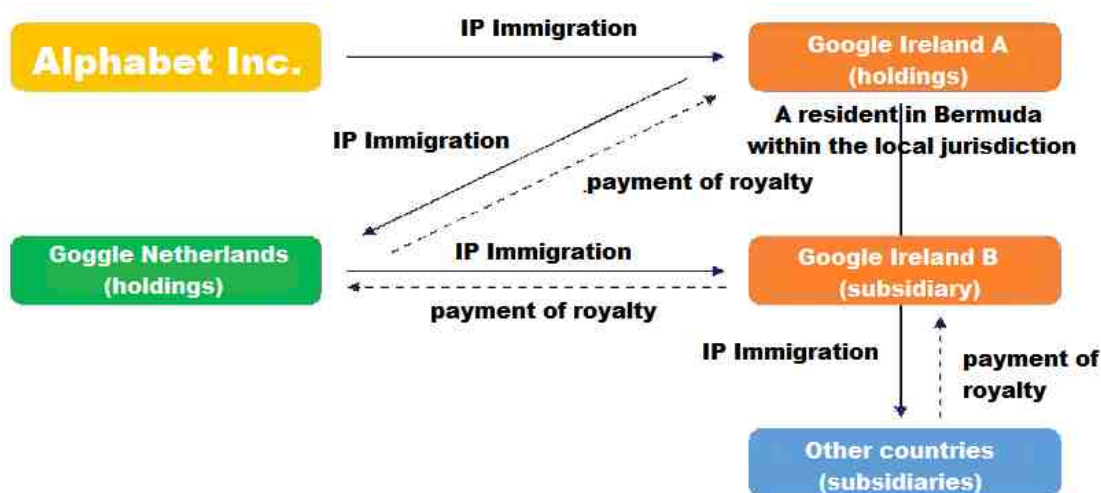 IP Immigration
Alphabet Inc.
Google Ireland A
(holdings)
A resident in Bermuda
within the local jurisdiction
IP Immigration
payment of royalty
Goggle Netherlands
(holdings)
IP Immigration
payment of royalty
Google Ireland B
(subsidiary)
IP Immigration
payment of
royalty
Other countries
(subsidiaries)